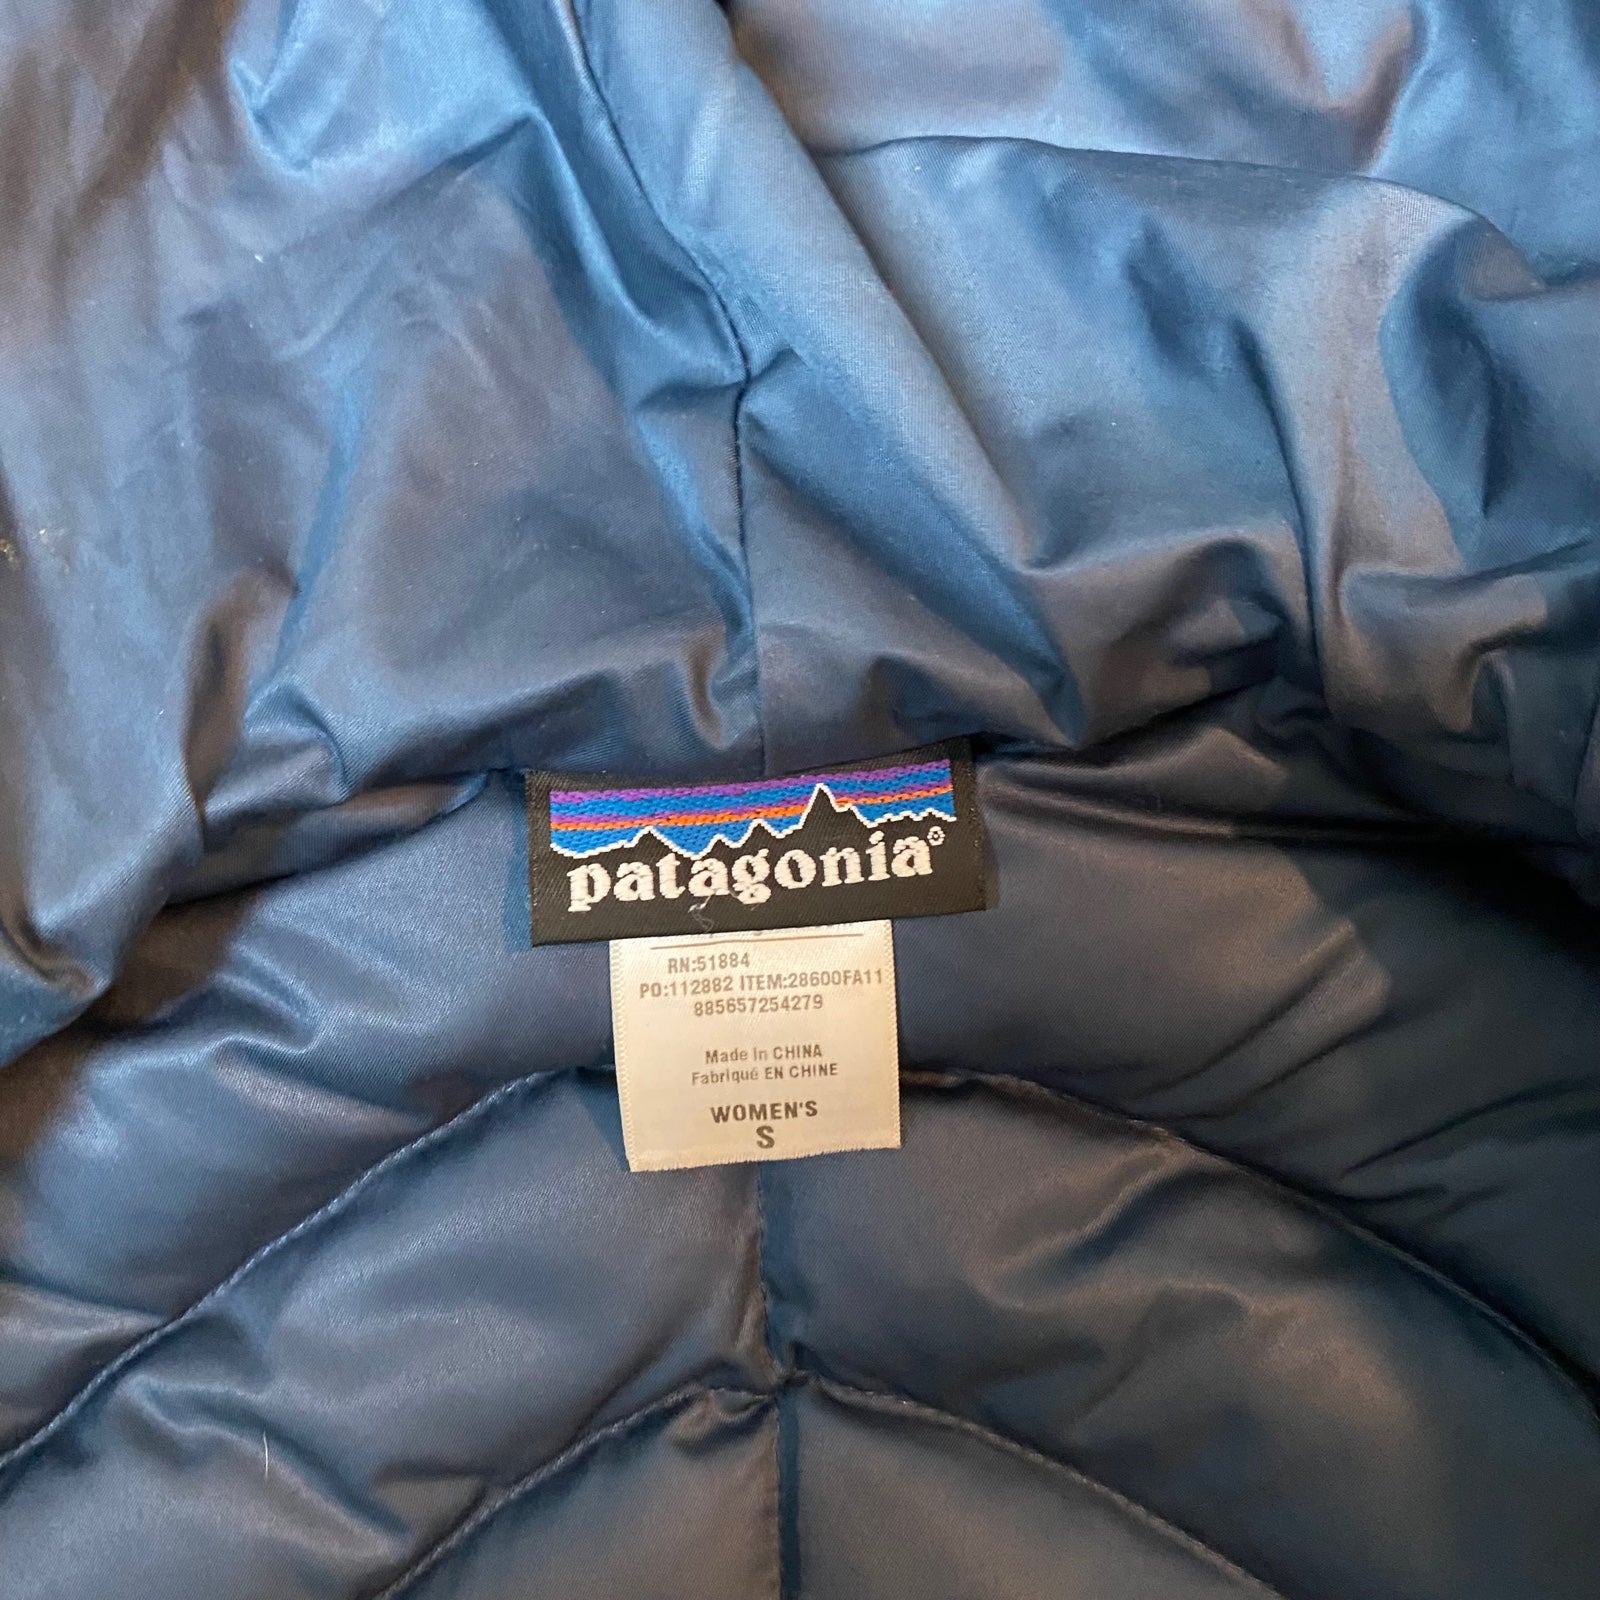 patagonia®
RN:51884
PO:112882 ITEM:28600FA11
885657254279
Made in CHINA
Fabriqué EN CHINE
WOMEN'S
S